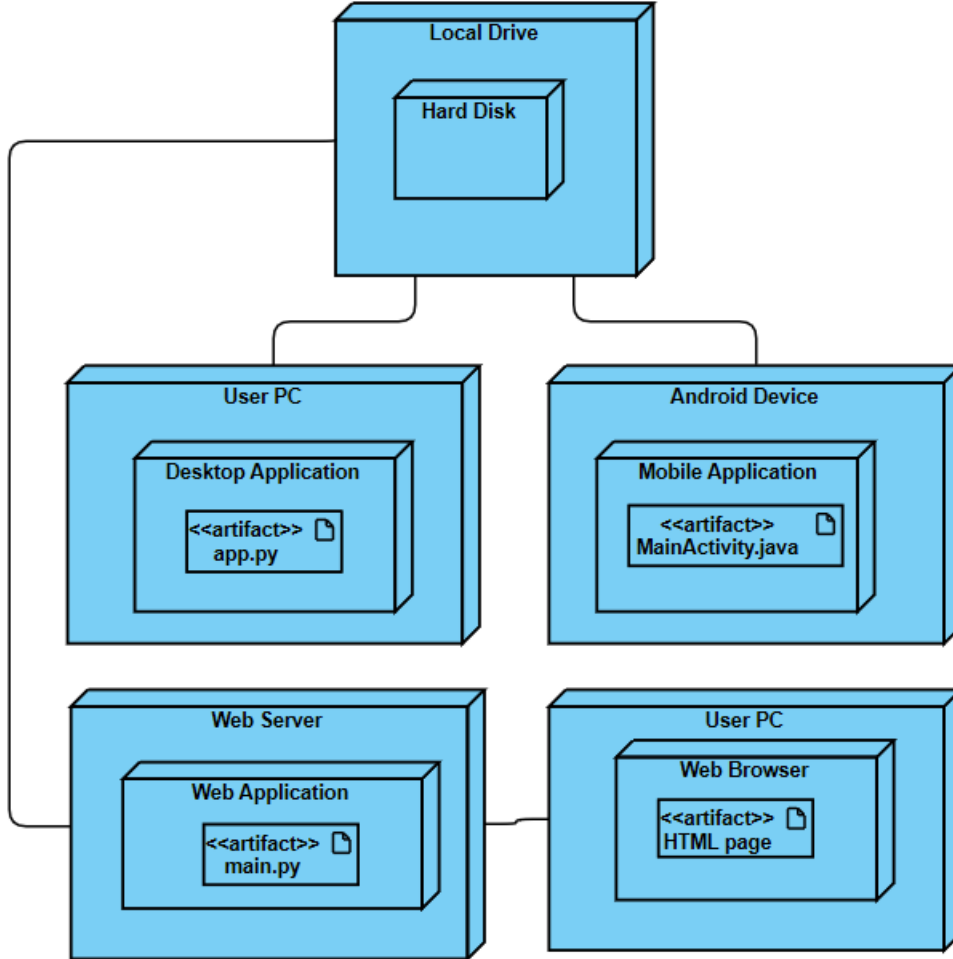 Local Drive
Hard Disk
User PC
Desktop Application
<<artifact>>
app.py
Android Device
Mobile Application
<<artifact>>
MainActivity.java
Web Server
Web Application
<<artifact>>
main.py
User PC
Web Browser
<<artifact>>
HTML page